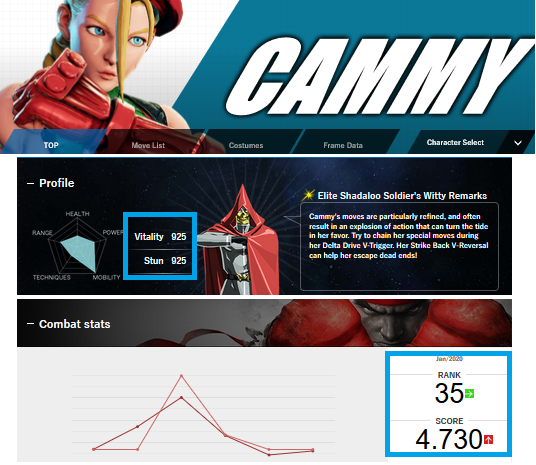 CAMMY
TOP
Move List
Costumes
Frame Data
Character Select
Profile
HEALTH
RANGE
POWER
TECHNIQUES
MOBILITY
Vitality 925
Stun 925
Elite Shadaloo Soldier's Witty Remarks
Cammy's moves are particularly refined, and often
result in an explosion of action that can turn the tide
in her favor. Try to chain her special moves during
her Delta Drive V-Trigger. Her Strike Back V-Reversal
can help her escape dead ends!
Combat stats
Jan/2020
RANK
35
SCORE
4.730